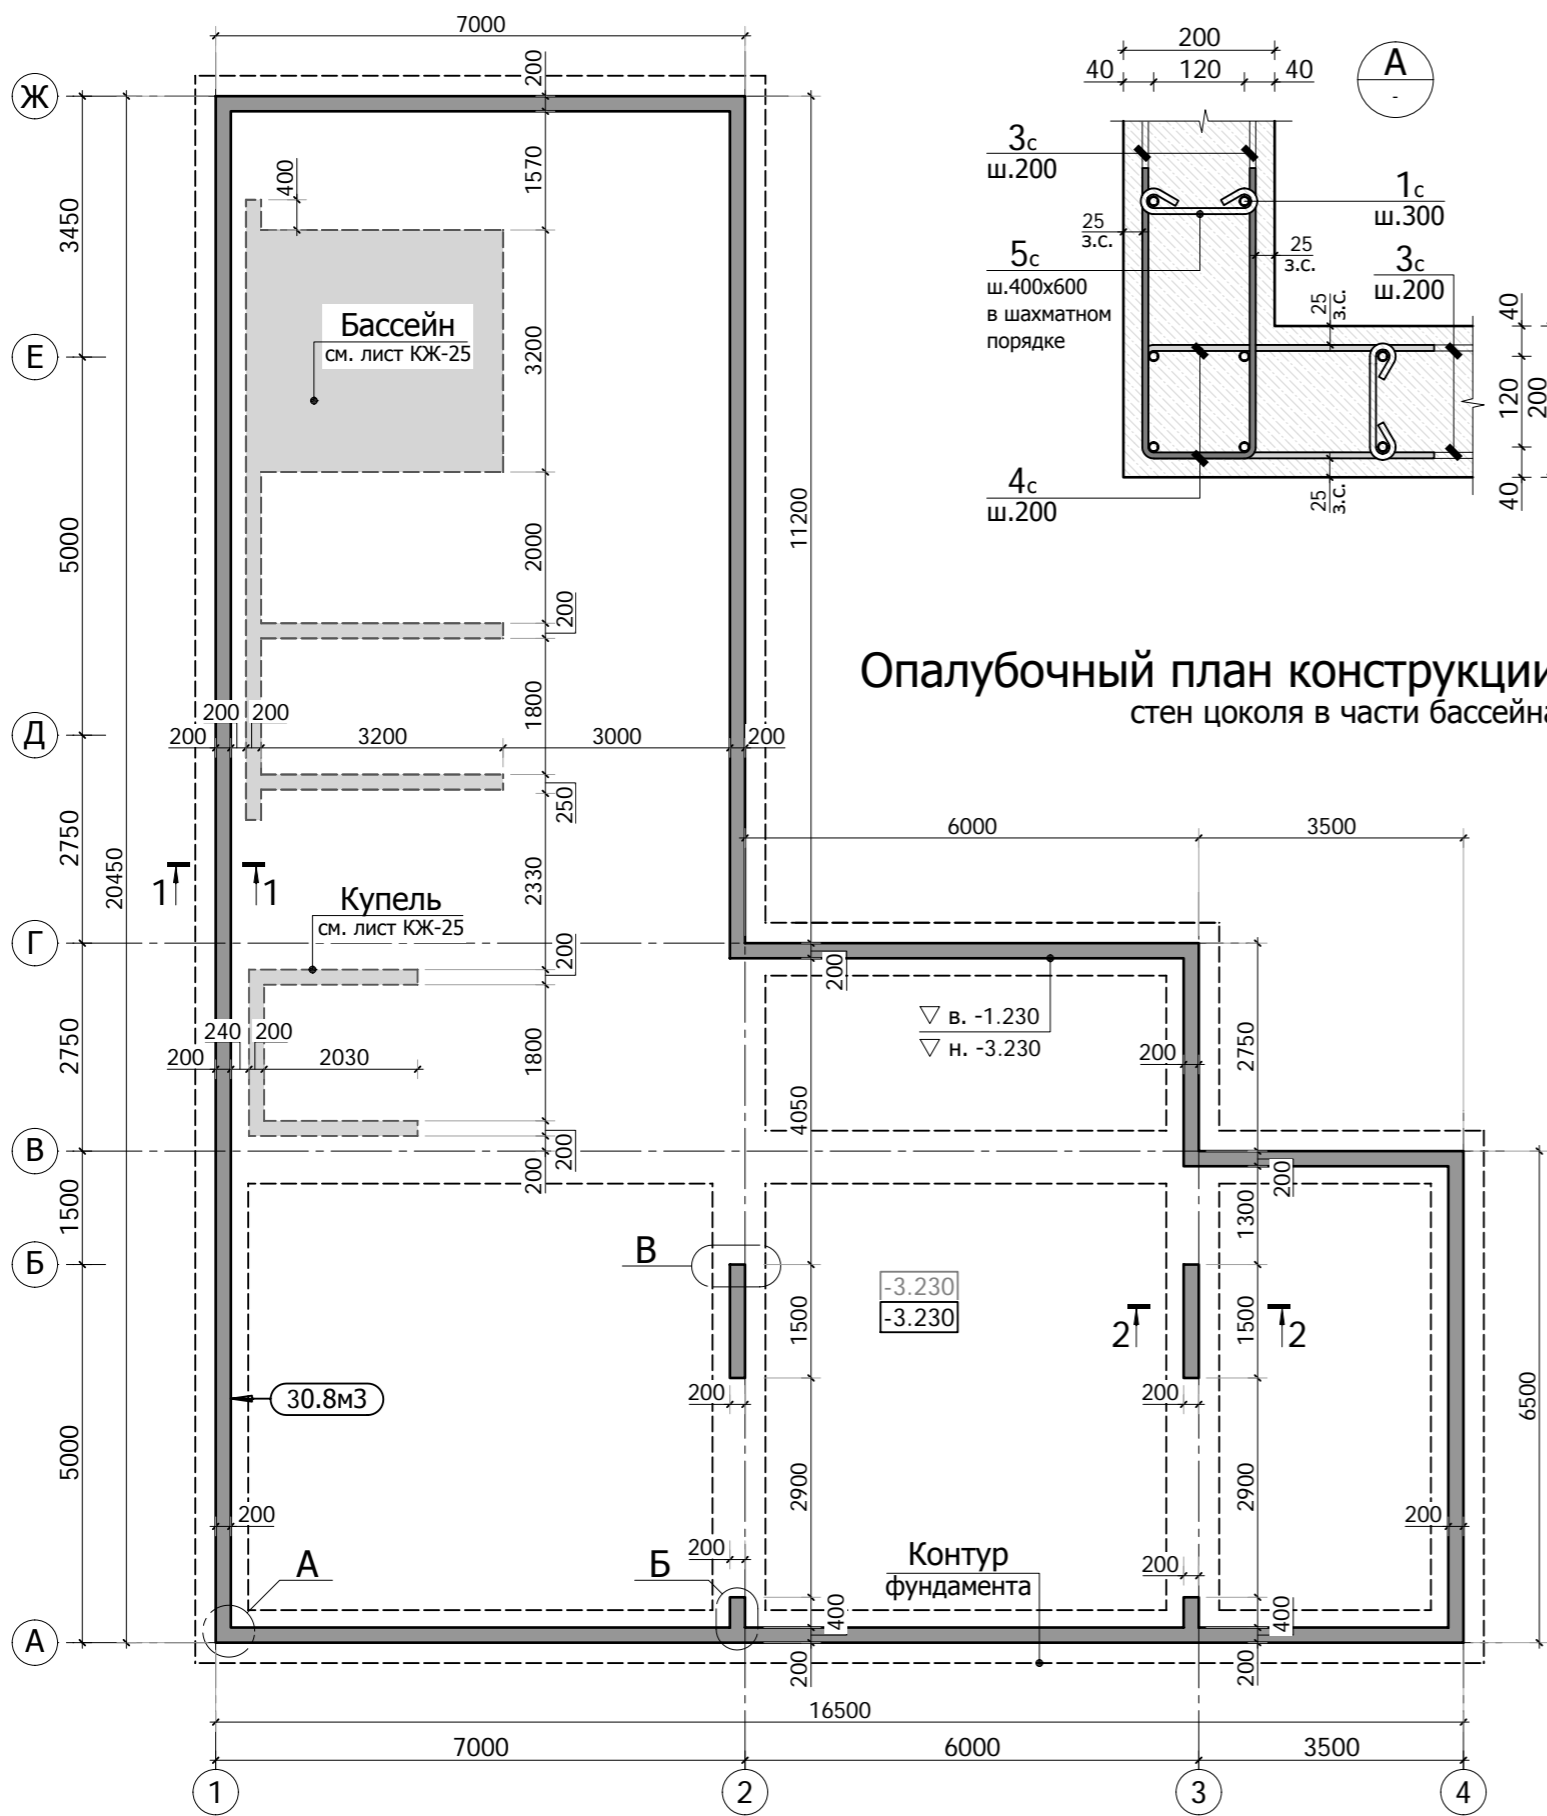 7000
200
А
-
40
120
40
200
3с
ш.200
1с
ш.300
25
з.с.
25
з.с.
5с
ш.400х600
в шахматном
порядке
3с
ш.200
25
з.с.
40
120
200
40
4с
ш.200
25
з.с.
Ж
3450
200
1570
400
Бассейн
см. лист КЖ-25
Е
3200
5000
2000
11200
200
Опалубочный план конструкции
стен цоколя в части бассейна
Д
1800
200
200
200
3200
3000
200
250
2750
20450
6000
3500
1
1
2330
Купель
см. лист КЖ-25
Г
200
200
в. -1.230
н. -3.230
2750
240
200
200
2030
1800
200
2750
4050
В
200
200
200
1500
1300
Б
В
-3.230
-3.230
1500
1500
2
2
30.8м3
200
200
6500
5000
2900
2900
200
200
200
200
200
А
Б
Контур
фундамента
400
400
А
200
200
16500
7000
6000
3500
1
2
3
4